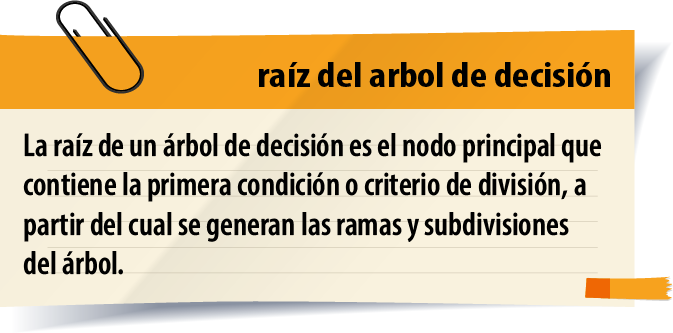 raíz del arbol de decisión
La raíz de un árbol de decisión es el nodo principal que
contiene la primera condición o criterio de división, a
partir del cual se generan las ramas y subdivisiones
del árbol.